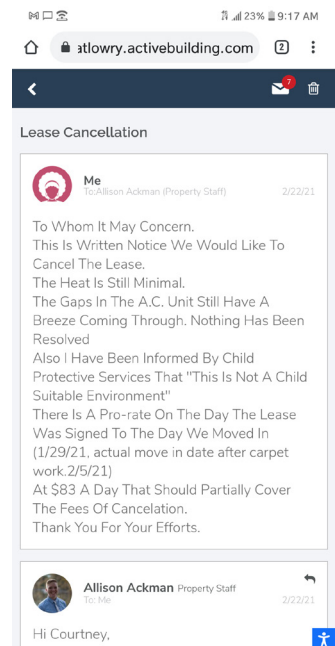 23% 9:17 AM
atlowry.activebuilding.com 2
7
Lease Cancellation
Me
To:Allison Ackman (Property Staff) 2/22/21
To Whom It May Concern.
This Is Written Notice We Would Like To
Cancel The Lease.
The Heat Is Still Minimal.
The Gaps In The A.C. Unit Still Have A
Breeze Coming Through. Nothing Has Been
Resolved
Also I Have Been Informed By Child
Protective Services That "This Is Not A Child
Suitable Environment"
There Is A Pro-rate On The Day The Lease
Was Signed To The Day We Moved In
(1/29/21, actual move in date after carpet
work.2/5/21)
At $83 A Day That Should Partially Cover
The Fees Of Cancelation.
Thank You For Your Efforts.
Allison Ackman Property Staff
To: Me 2/22/21
Hi Courtney,